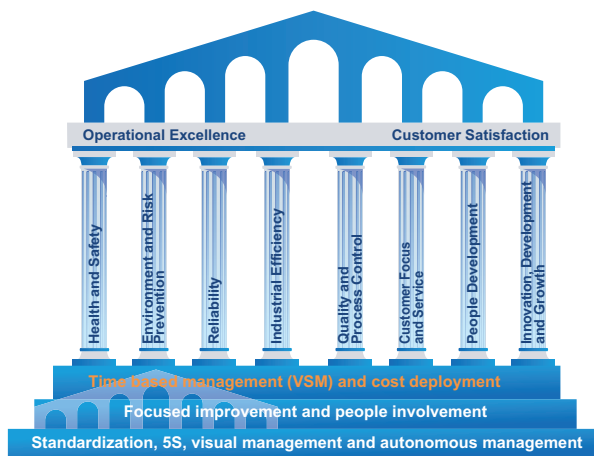 Operational Excellence
Customer Satisfaction
Health and Safety
Environment and Risk
Prevention
Reliability
Industrial Efficiency
Quality and
Process Control
Customer Focus
and Service
People Development
Innovation, Development
and Growth
Time based management (VSM) and cost deployment
Focused improvement and people involvement
Standardization, 5S, visual management and autonomous management